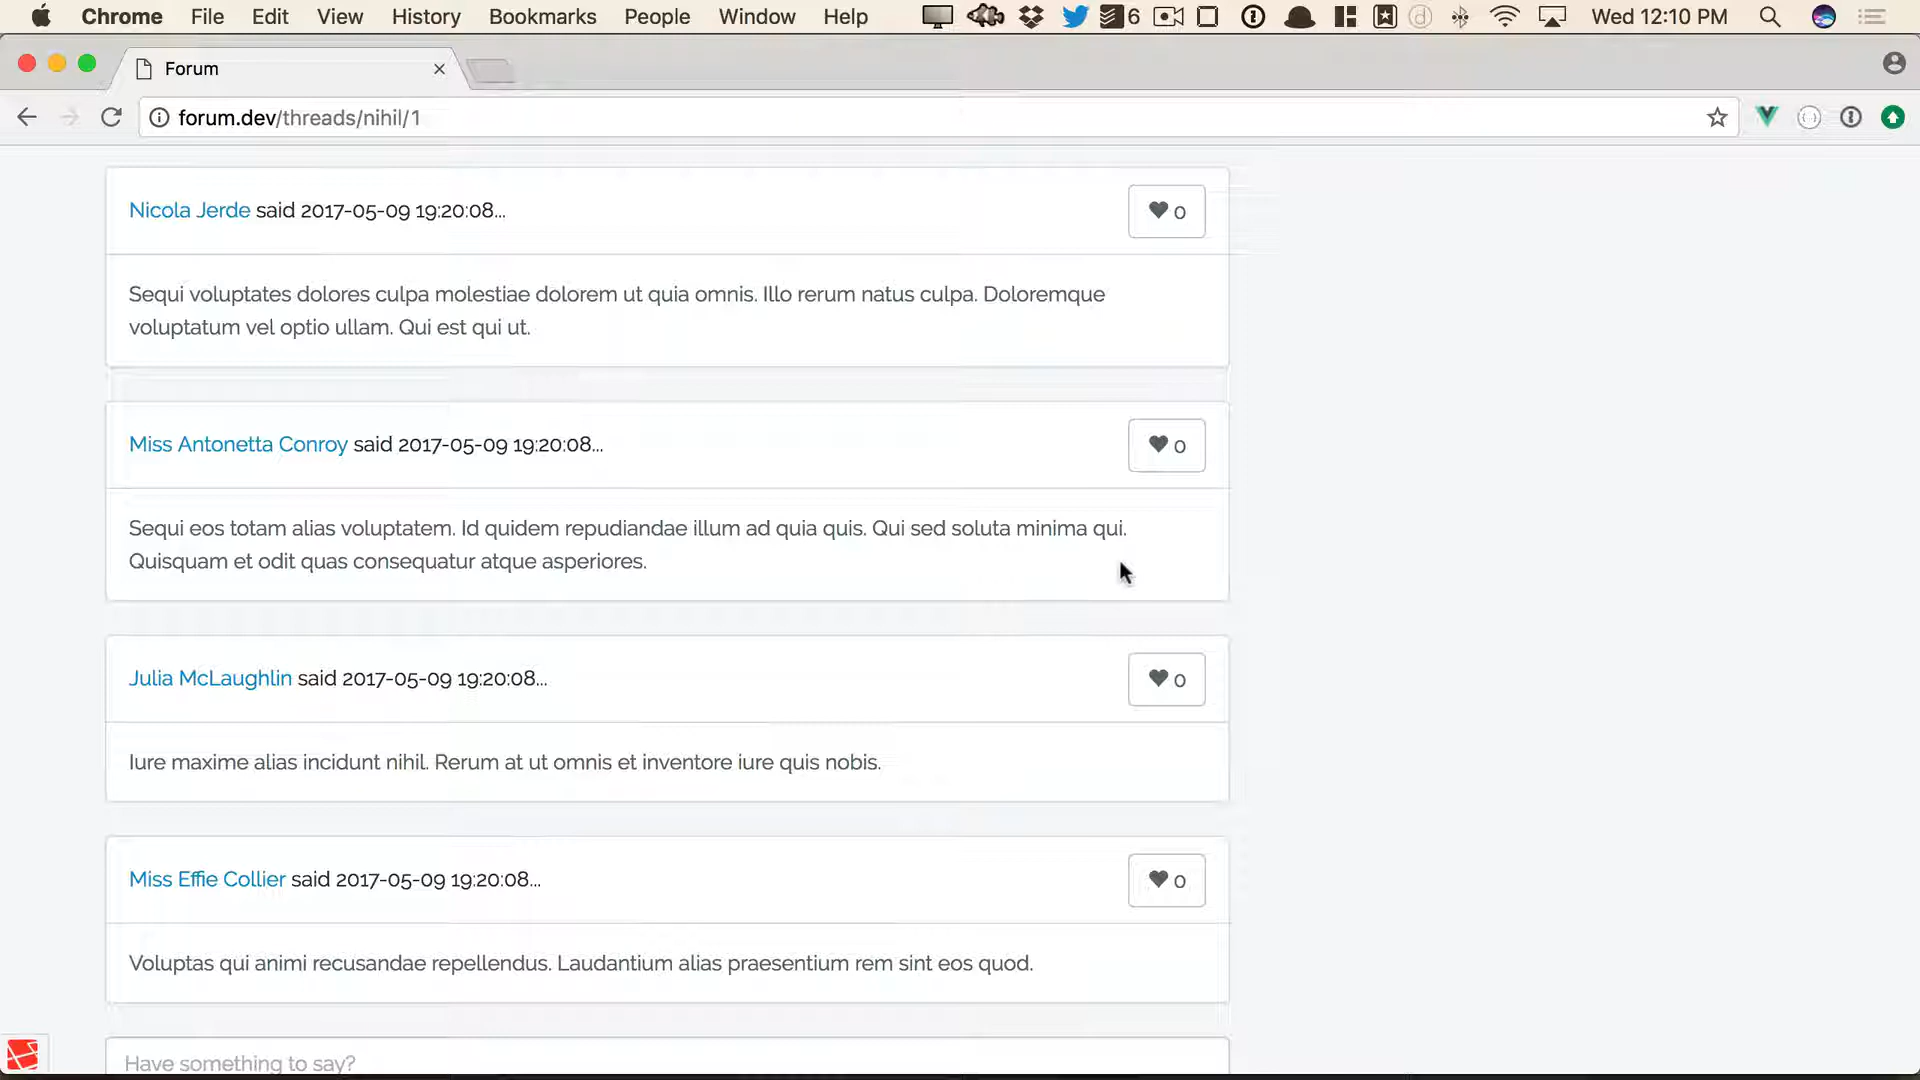 Chrome File Edit View History Bookmarks People Window Help 6 Wed 12:10 PM
Forum
forum.dev/threads/nihil/1
Nicola Jerde said 2017-05-09 19:20:08...
0
Sequi voluptates dolores culpa molestiae dolorem ut quia omnis. Illo rerum natus culpa. Doloremque
voluptatum vel optio ullam. Qui est qui ut.
Miss Antonetta Conroy said 2017-05-09 19:20:08...
0
Sequi eos totam alias voluptatem. Id quidem repudiandae illum ad quia quis. Qui sed soluta minima qui.
Quisquam et odit quas consequatur atque asperiores.
Julia McLaughlin said 2017-05-09 19:20:08...
0
Iure maxime alias incidunt nihil. Rerum at ut omnis et inventore iure quis nobis.
Miss Effie Collier said 2017-05-09 19:20:08...
0
Voluptas qui animi recusandae repellendus. Laudantium alias praesentium rem sint eos quod.
Have something to say?